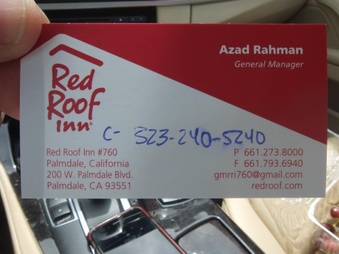 Azad Rahman
General Manager
Red
Roof
Inn®
C- 323-240-5240
Red Roof Inn #760
Palmdale, California
200 W. Palmdale Blvd.
Palmdale, CA 93551
P 661.273.8000
F 661.793.6940
gmrri760@gmail.com
redroof.com